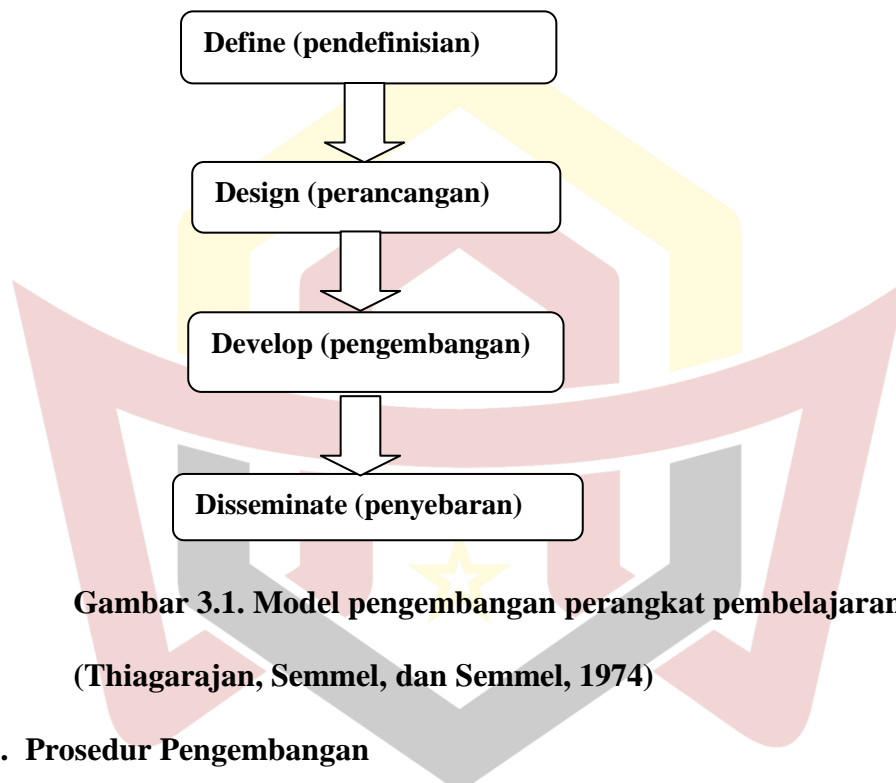 Define (pendefinisian)
Design (perancangan)
Develop (pengembangan)
Disseminate (penyebaran)
Gambar 3.1. Model pengembangan perangkat pembelajaran
(Thiagarajan, Semmel, dan Semmel, 1974)
. Prosedur Pengembangan